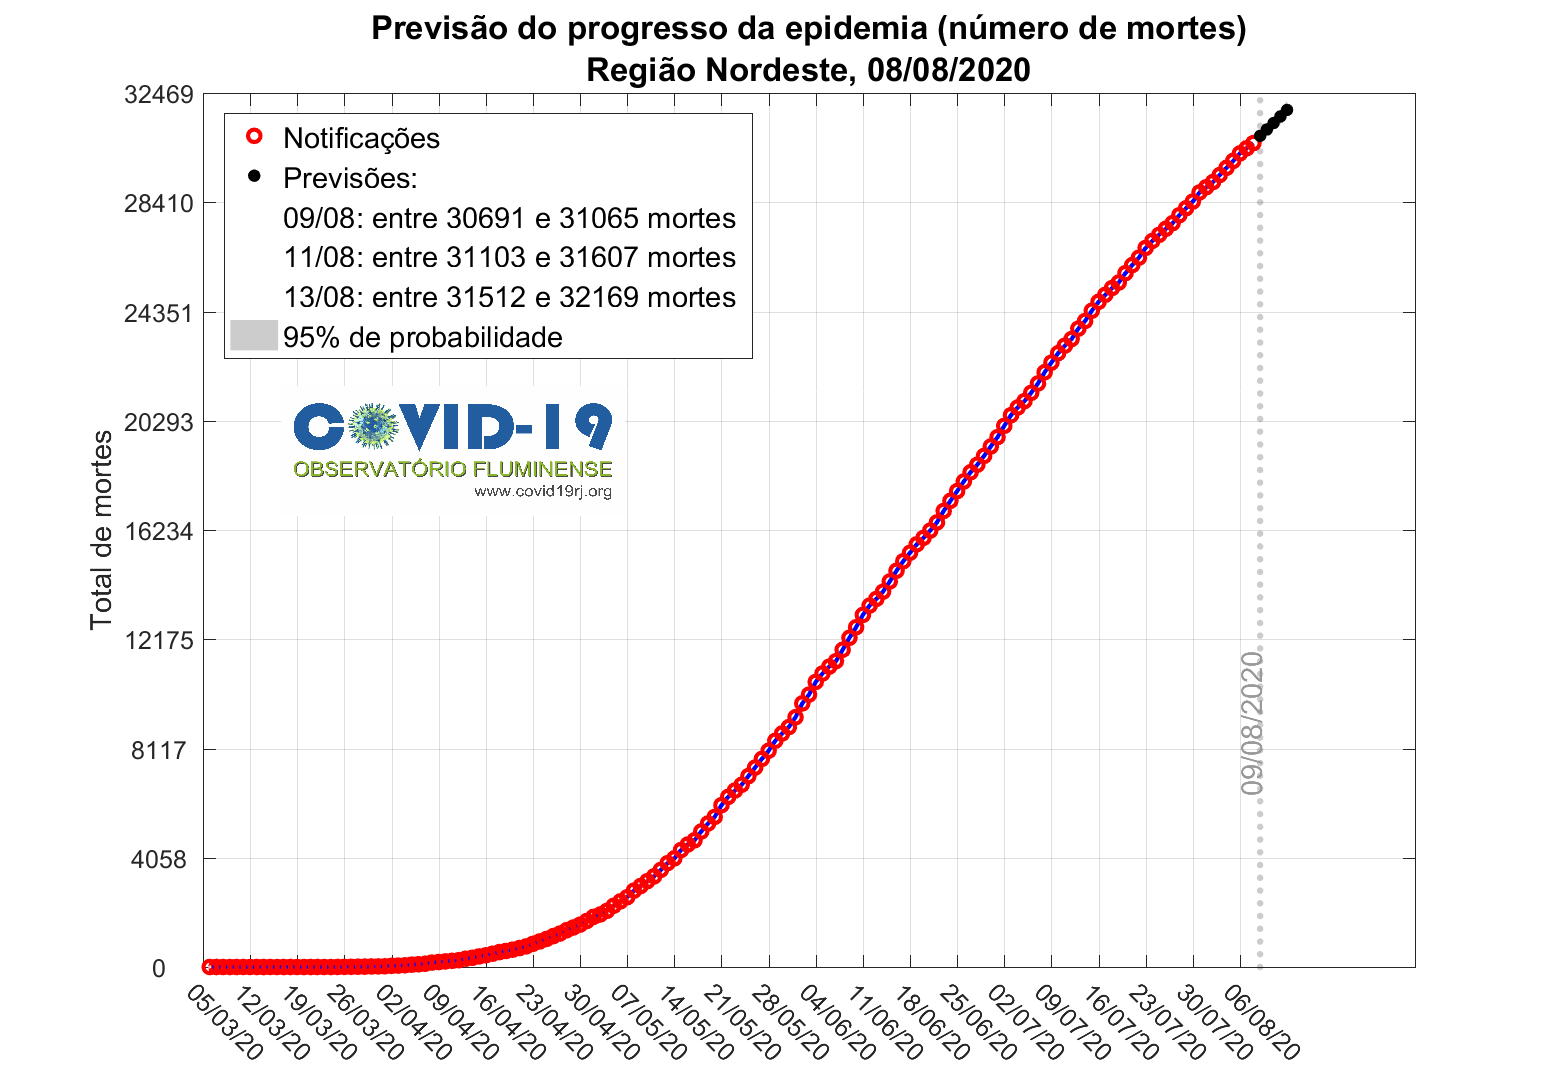 Previsão do progresso da epidemia (número de mortes)
Região Nordeste, 08/08/2020
32469
28410
24351
20293
16234
12175
8117
4058
0
Total de mortes
Notificações
Previsões:
09/08: entre 30691 e 31065 mortes
11/08: entre 31103 e 31607 mortes
13/08: entre 31512 e 32169 mortes
95% de probabilidade
COVID-19
OBSERVATÓRIO FLUMINENSE
www.covid19rj.org
09/08/2020
05/03/20
12/03/20
19/03/20
26/03/20
02/04/20
09/04/20
16/04/20
23/04/20
30/04/20
07/05/20
14/05/20
21/05/20
28/05/20
04/06/20
11/06/20
18/06/20
25/06/20
02/07/20
09/07/20
16/07/20
23/07/20
30/07/20
06/08/20